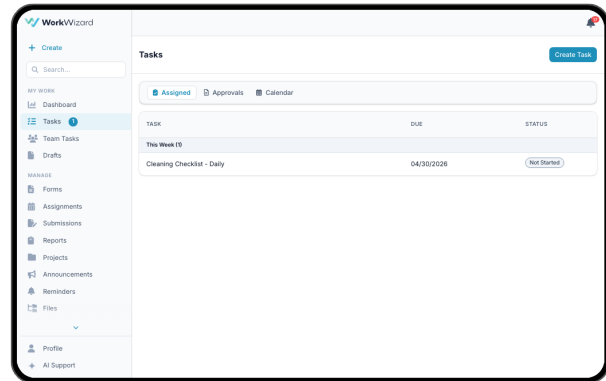 WorkWizard
17
Create
Search...
MY WORK
Dashboard
Tasks 1
Team Tasks
Drafts
MANAGE
Forms
Assignments
Submissions
Reports
Projects
Announcements
Reminders
Files
Profile
AI Support
Tasks
Create Task
Assigned Approvals Calendar
TASK DUE STATUS
This Week (1)
Cleaning Checklist - Daily 04/30/2026 Not Started